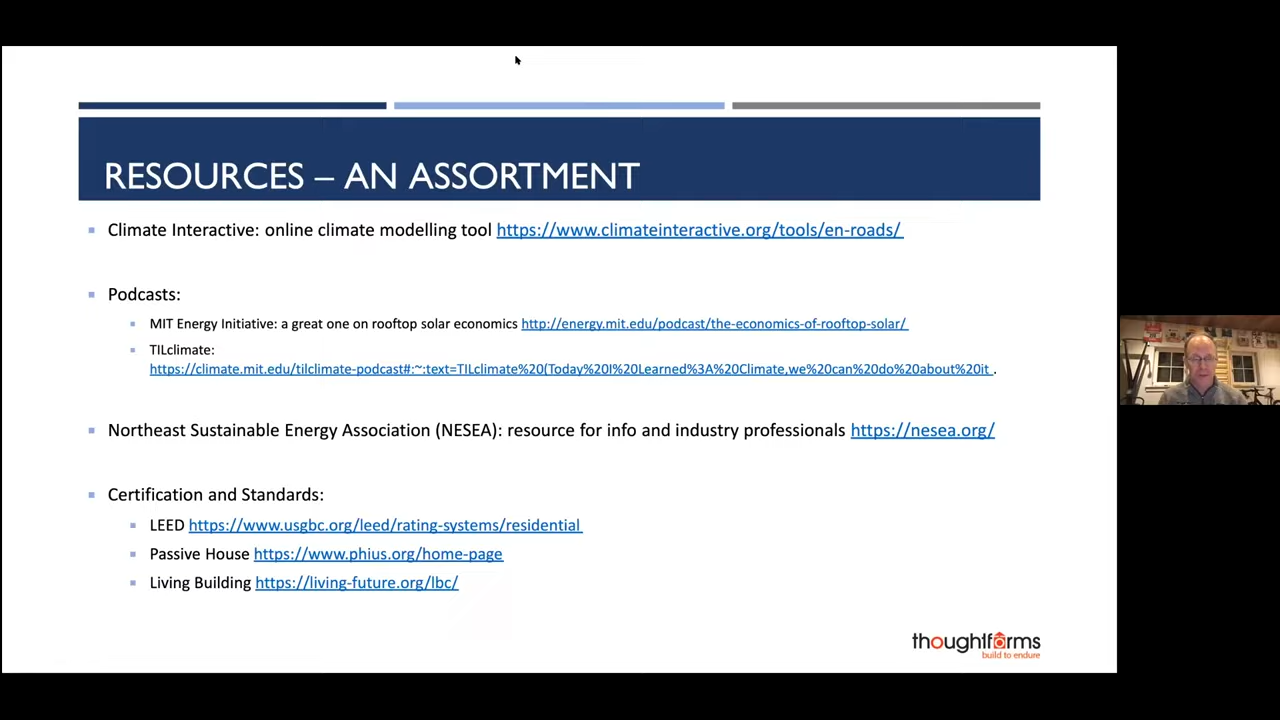 RESOURCES – AN ASSORTMENT
Climate Interactive: online climate modelling tool https://www.climateinteractive.org/tools/en-roads/
Podcasts:
MIT Energy Initiative: a great one on rooftop solar economics http://energy.mit.edu/podcast/the-economics-of-rooftop-solar/
TILclimate:
https://climate.mit.edu/tilclimate-podcast#:~:text=TILclimate%20(Today%20I%20Learned%3A%20Climate,we%20can%20do%20about%20it .
Northeast Sustainable Energy Association (NESEA): resource for info and industry professionals https://nesea.org/
Certification and Standards:
LEED https://www.usgbc.org/leed/rating-systems/residential
Passive House https://www.phius.org/home-page
Living Building https://living-future.org/lbc/
thoughtforms
build to endure